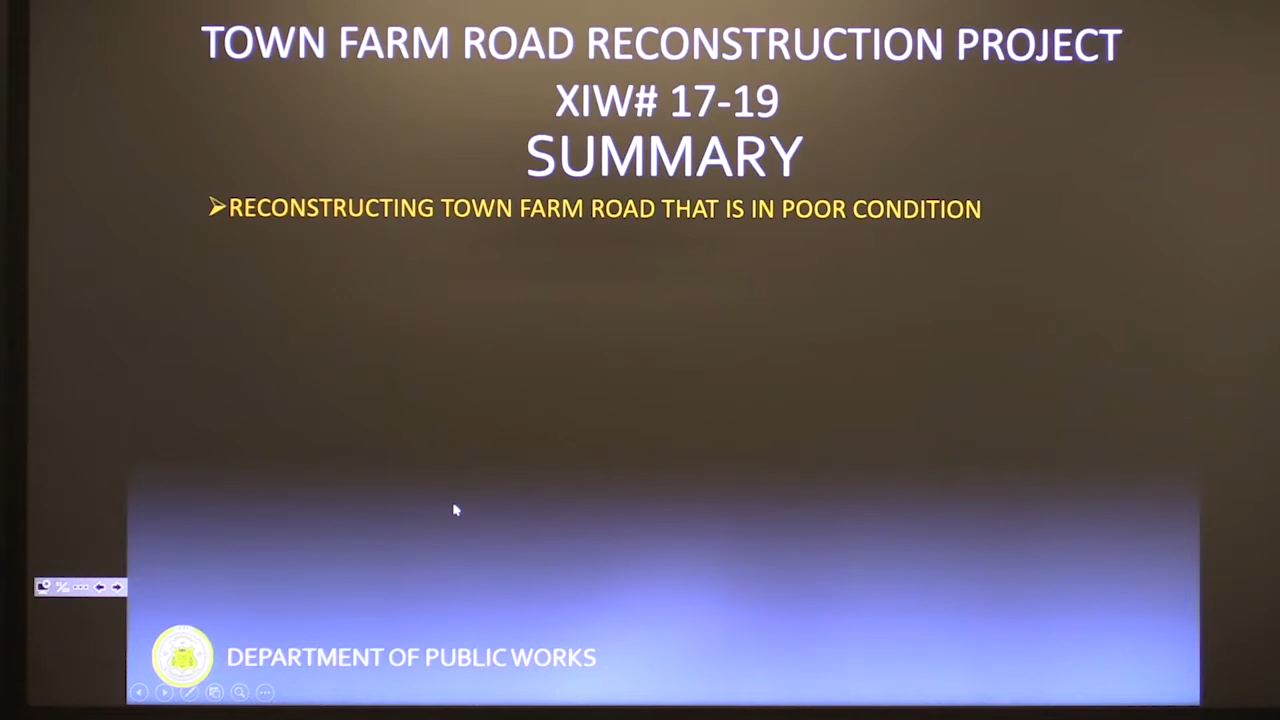 TOWN FARM ROAD RECONSTRUCTION PROJECT
XIW# 17-19
SUMMARY
➢RECONSTRUCTING TOWN FARM ROAD THAT IS IN POOR CONDITION
DEPARTMENT OF PUBLIC WORKS